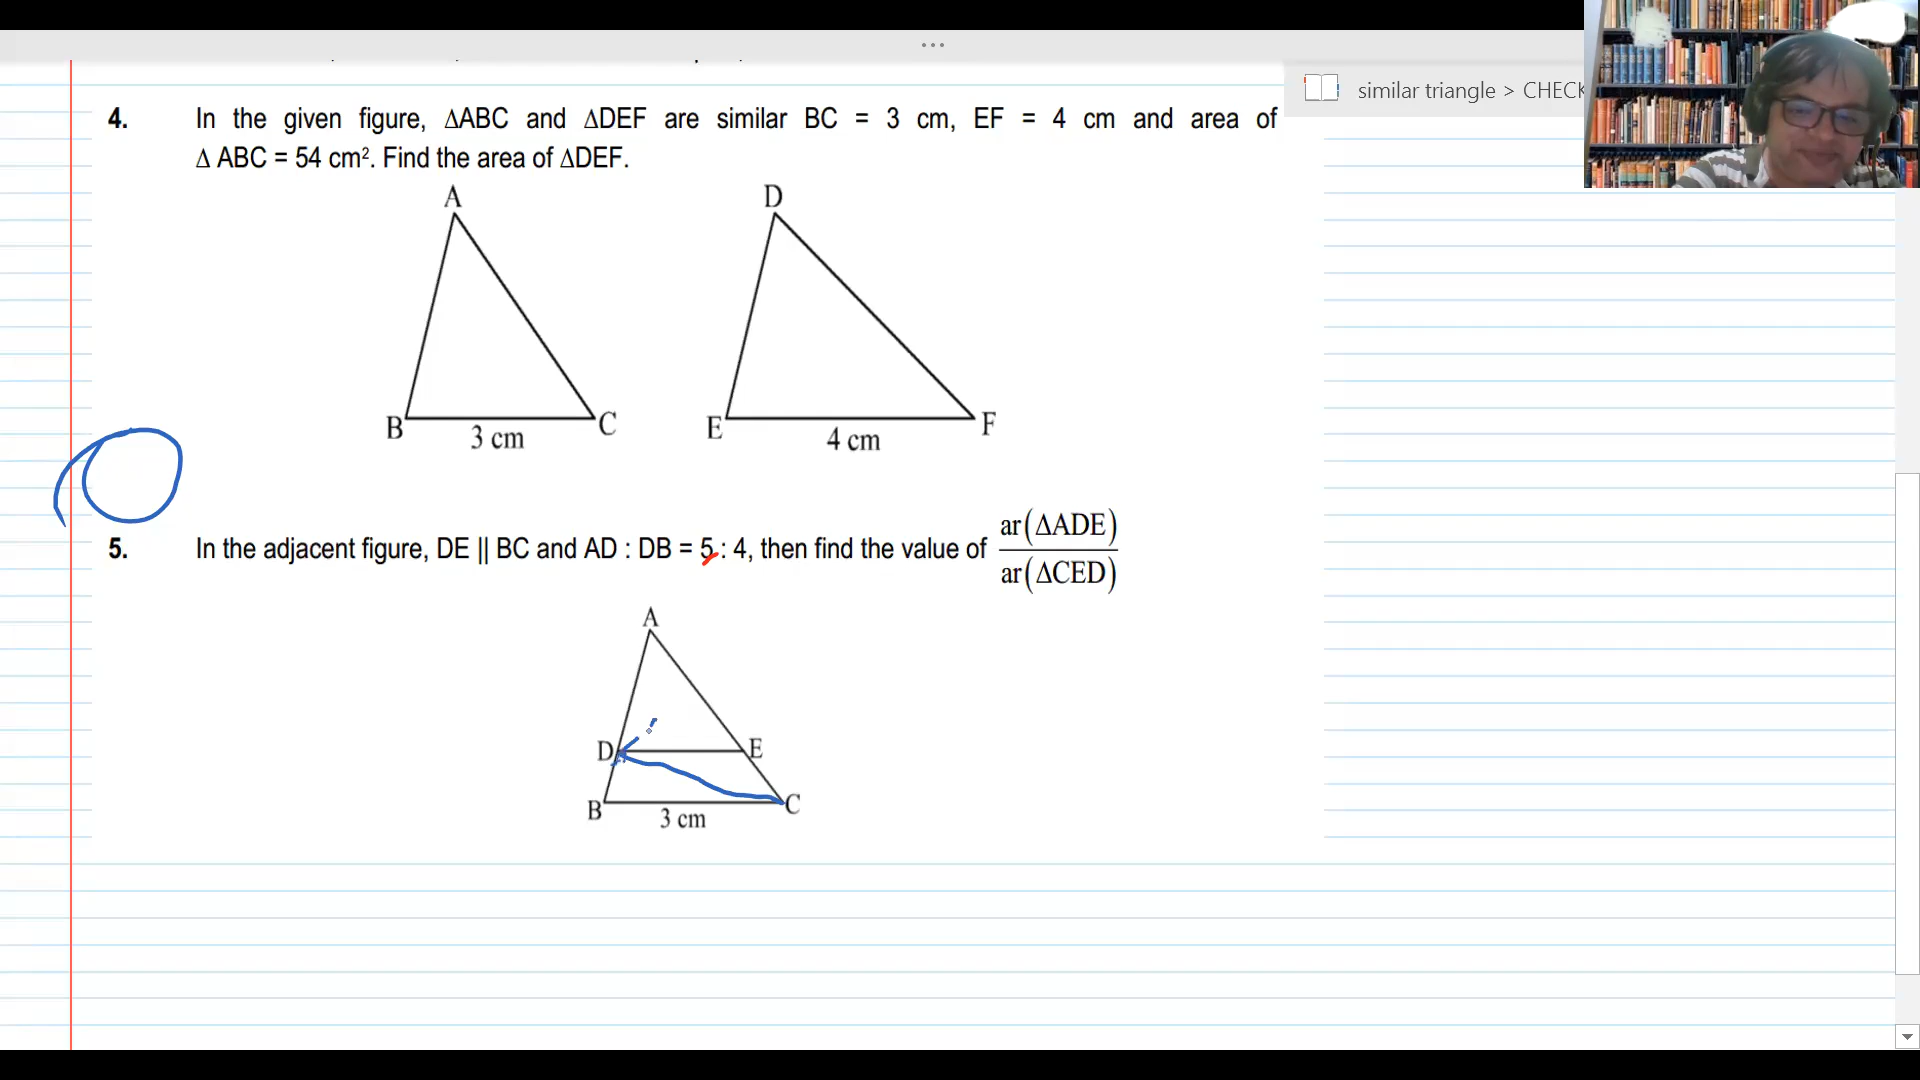 ...
similar triangle > CHECK
4. In the given figure, ΔABC and ΔDEF are similar BC = 3 cm, EF = 4 cm and area of
Δ ABC = 54 cm². Find the area of ΔDEF.
A D
B C E F
3 cm 4 cm
5. In the adjacent figure, DE || BC and AD : DB = 5 : 4, then find the value of ar(ΔADE)
ar(ΔCED)
A
D E
B C
3 cm